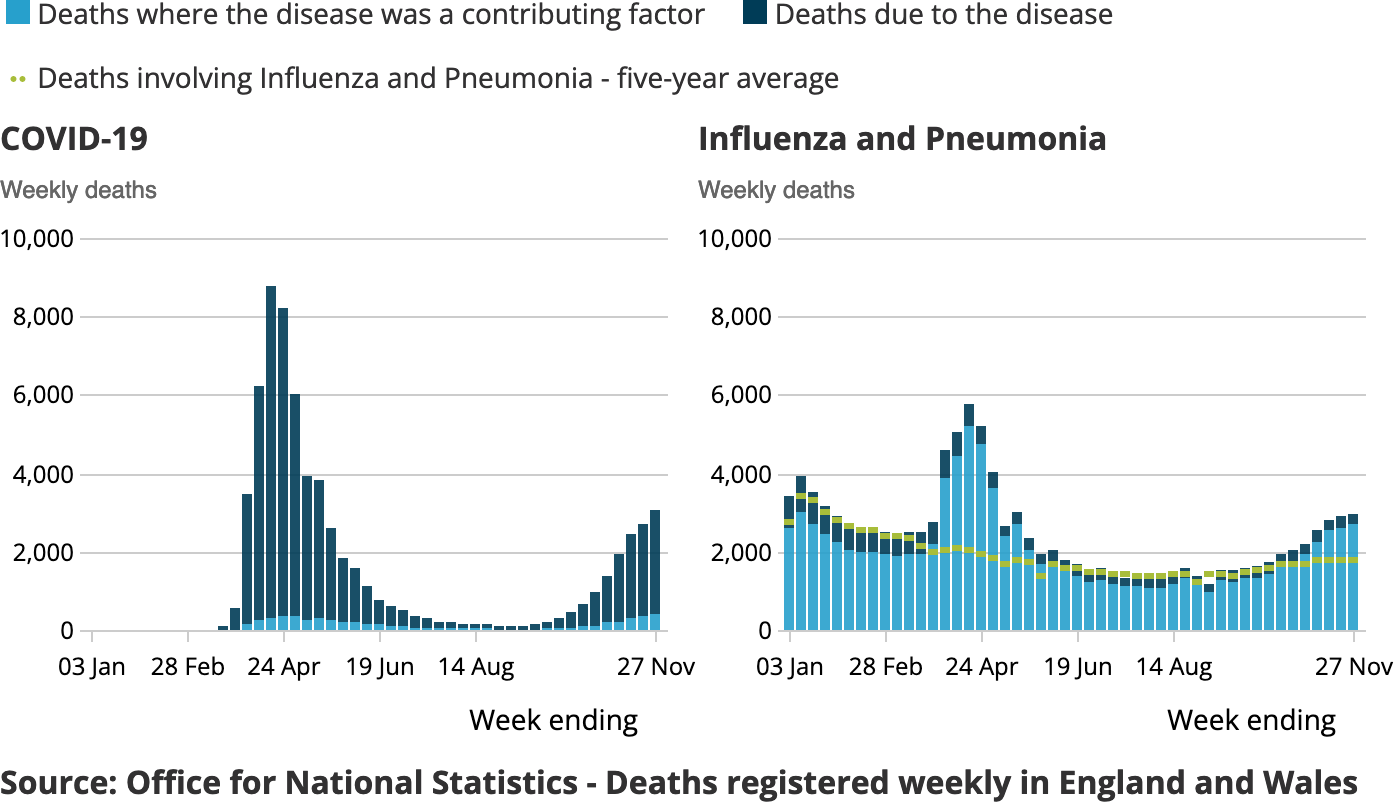 Deaths where the disease was a contributing factor
Deaths due to the disease
Deaths involving Influenza and Pneumonia - five-year average
COVID-19
Weekly deaths
10,000
8,000
6,000
4,000
2,000
0
03 Jan
28 Feb
24 Apr
19 Jun
14 Aug
27 Nov
Week ending
Influenza and Pneumonia
Weekly deaths
10,000
8,000
6,000
4,000
2,000
0
03 Jan
28 Feb
24 Apr
19 Jun
14 Aug
27 Nov
Week ending
Source: Office for National Statistics - Deaths registered weekly in England and Wales